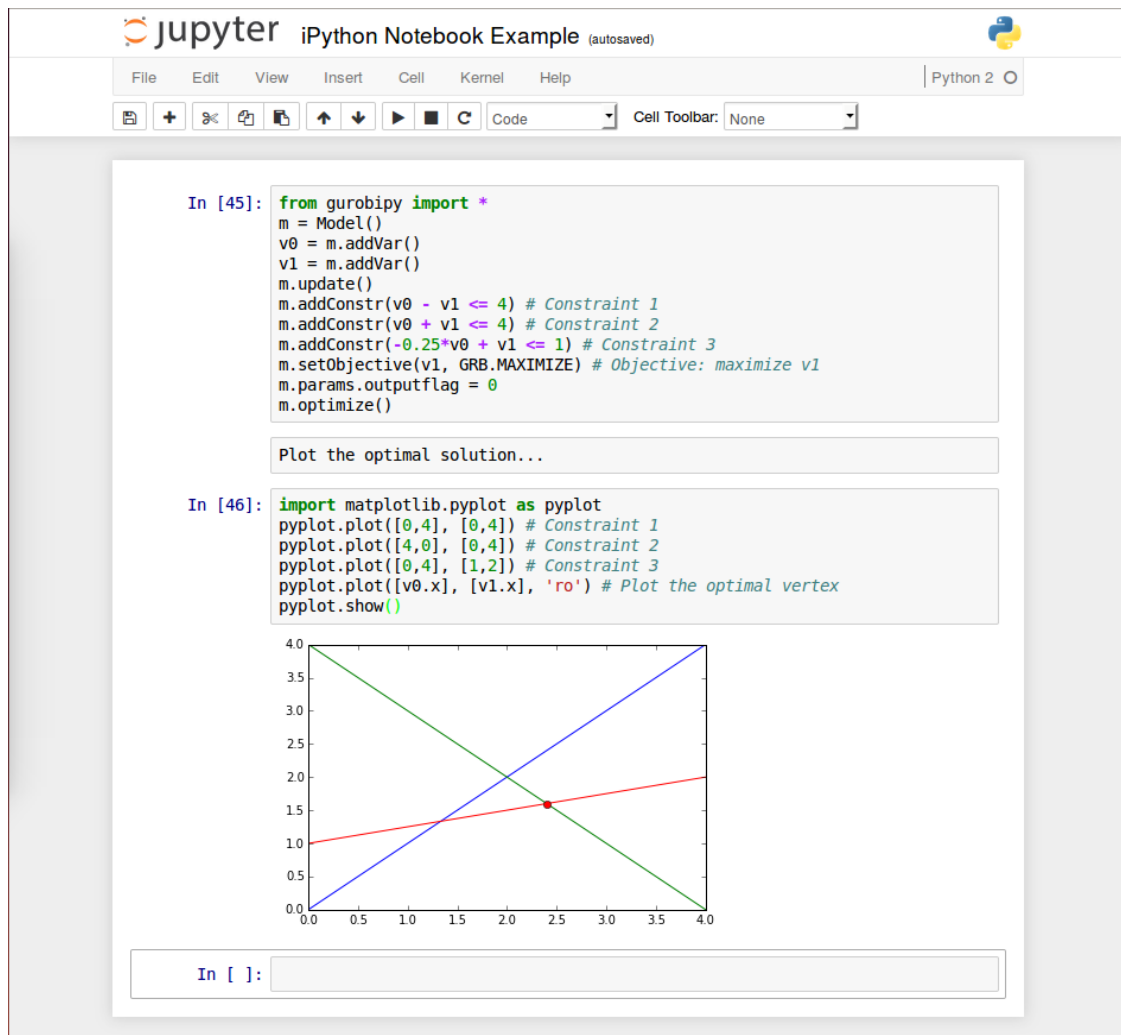 jupyter iPython Notebook Example (autosaved)
File Edit View Insert Cell Kernel Help Python 2
Code Cell Toolbar: None
In [45]: from gurobipy import *
m = Model()
v0 = m.addVar()
v1 = m.addVar()
m.update()
m.addConstr(v0 - v1 <= 4) # Constraint 1
m.addConstr(v0 + v1 <= 4) # Constraint 2
m.addConstr(-0.25*v0 + v1 <= 1) # Constraint 3
m.setObjective(v1, GRB.MAXIMIZE) # Objective: maximize v1
m.params.outputflag = 0
m.optimize()
Plot the optimal solution...
In [46]: import matplotlib.pyplot as pyplot
pyplot.plot([0,4], [0,4]) # Constraint 1
pyplot.plot([4,0], [0,4]) # Constraint 2
pyplot.plot([0,4], [1,2]) # Constraint 3
pyplot.plot([v0.x], [v1.x], 'ro') # Plot the optimal vertex
pyplot.show()
4.0
3.5
3.0
2.5
2.0
1.5
1.0
0.5
0.0
0.0 0.5 1.0 1.5 2.0 2.5 3.0 3.5 4.0
In [ ]: